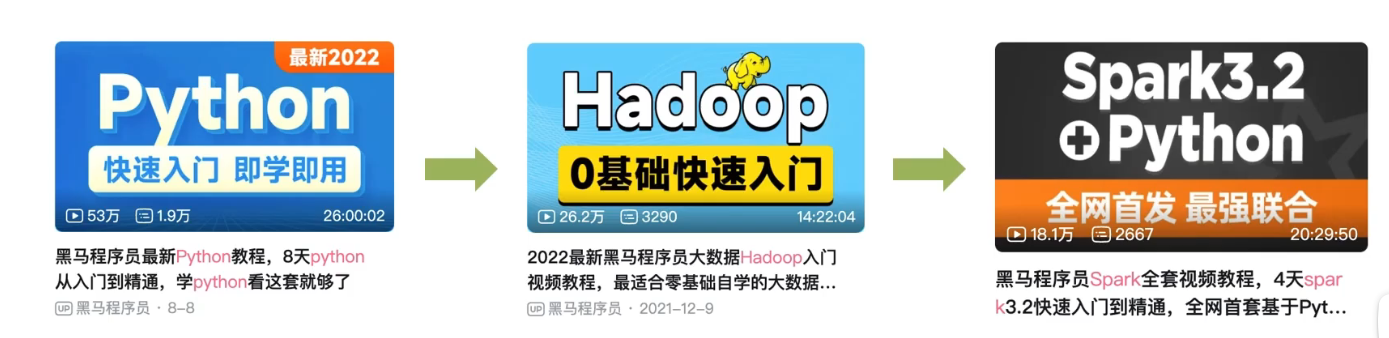 最新2022
Python
快速入门 即学即用
53万 1.9万 26:00:02
黑马程序员最新Python教程，8天python
从入门到精通，学python看这套就够了
UP 黑马程序员 · 8-8
Hadoop
0基础快速入门
26.2万 3290 14:22:04
2022最新黑马程序员大数据Hadoop入门
视频教程，最适合零基础自学的大数据...
UP 黑马程序员 · 2021-12-9
Spark3.2
+Python
全网首发 最强联合
18.1万 2667 20:29:50
黑马程序员Spark全套视频教程，4天spar
k3.2快速入门到精通，全网首套基于Pyt...